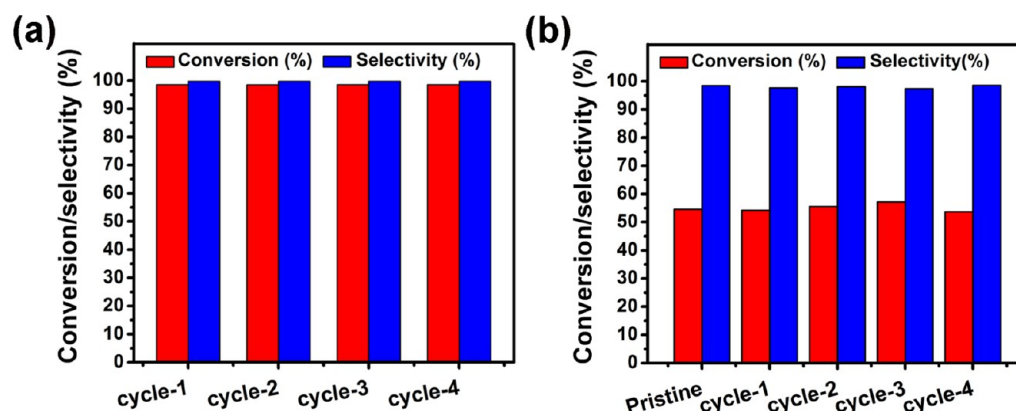 (a)
Conversion (%) Selectivity (%)
Conversion/selectivity (%)
100
90
80
70
60
50
40
30
20
10
0
cycle-1 cycle-2 cycle-3 cycle-4
(b)
Conversion (%) Selectivity(%)
Conversion/selectivity (%)
100
90
80
70
60
50
40
30
20
10
0
Pristine cycle-1 cycle-2 cycle-3 cycle-4